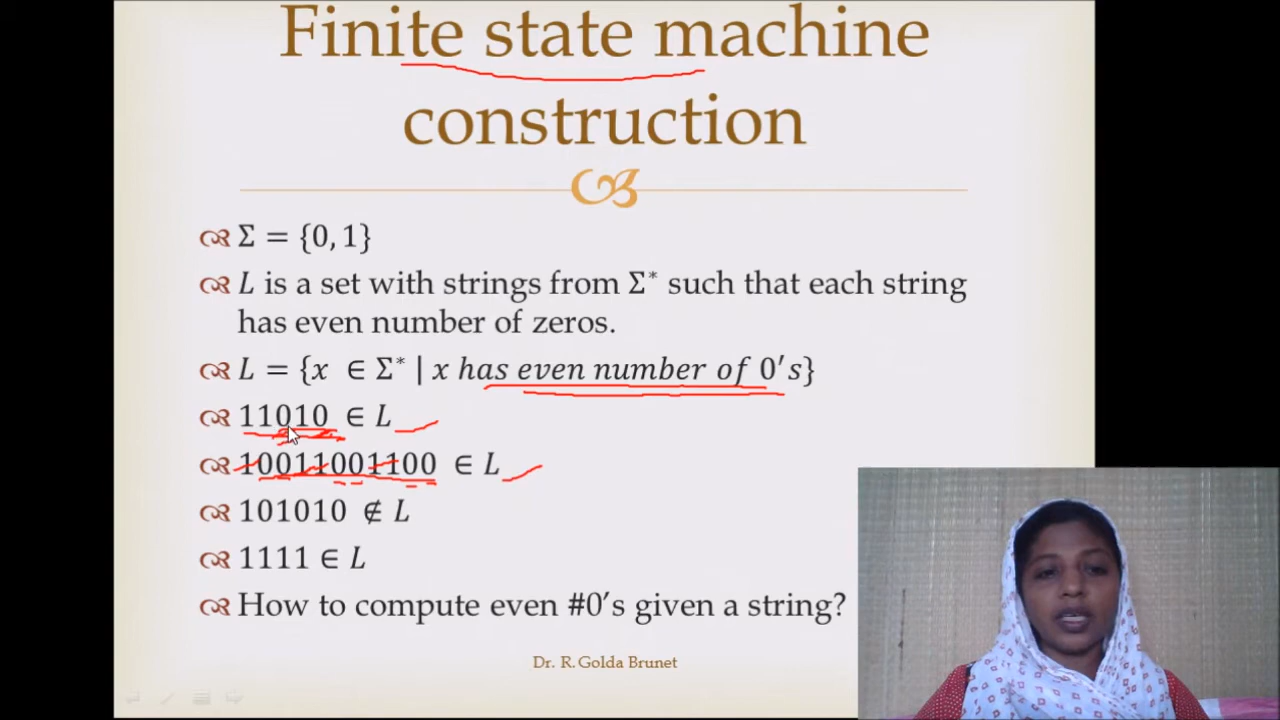 Finite state machine
construction
Σ = {0, 1}
L is a set with strings from Σ* such that each string
has even number of zeros.
L = {x ∈ Σ* | x has even number of 0's}
11010 ∈ L
10011001100 ∈ L
101010 ∉ L
1111 ∈ L
How to compute even #0's given a string?
Dr. R. Golda Brunet